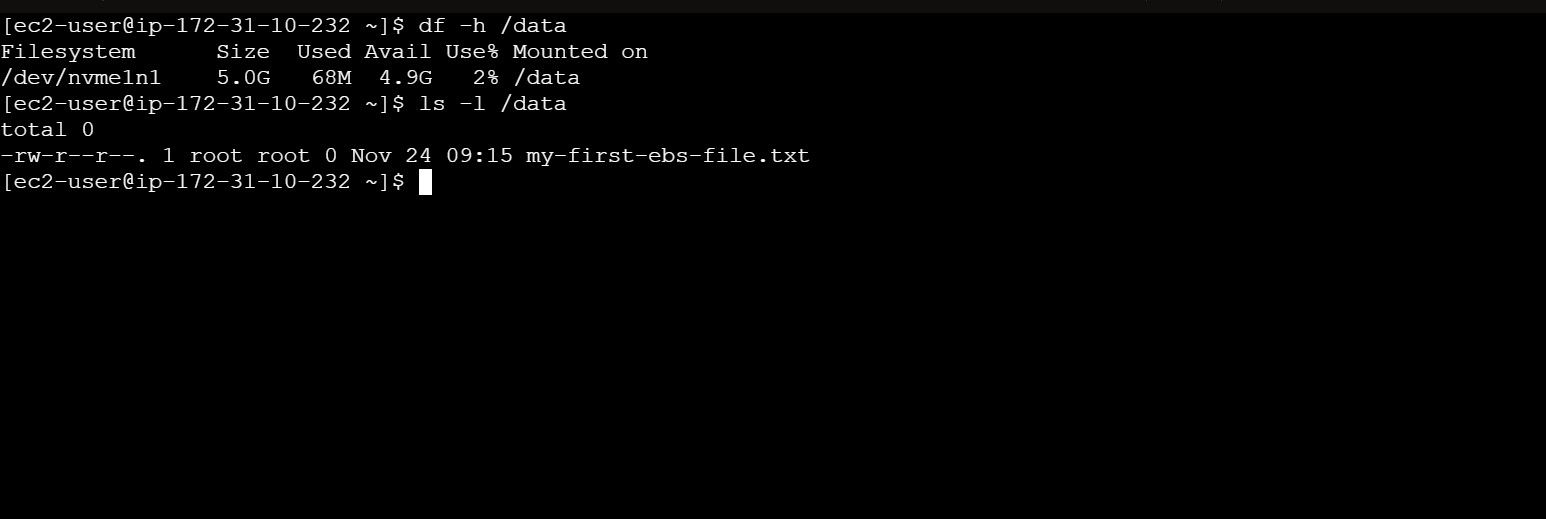 [ec2-user@ip-172-31-10-232 ~]$ df -h /data
Filesystem      Size  Used Avail Use% Mounted on
/dev/nvme1n1    5.0G   68M  4.9G   2% /data
[ec2-user@ip-172-31-10-232 ~]$ ls -l /data
total 0
-rw-r--r--. 1 root root 0 Nov 24 09:15 my-first-ebs-file.txt
[ec2-user@ip-172-31-10-232 ~]$